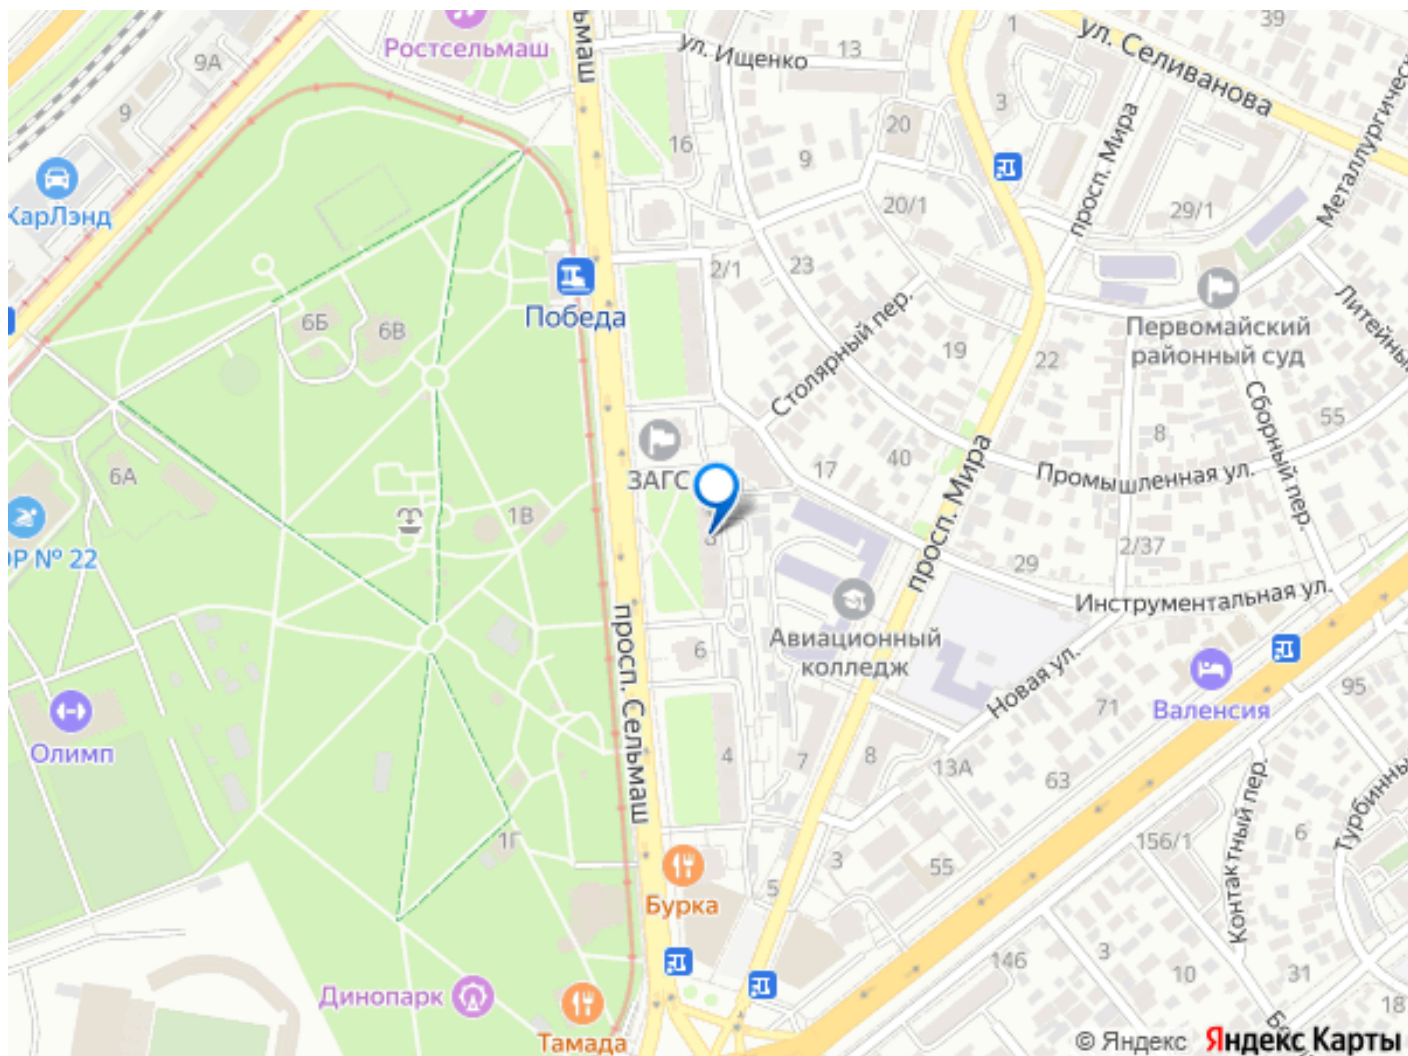 Ростсельмаш
ельмаш
ул. Ищенко
13
1
39
ул. Селиванова
9А
9
КарЛэнд
16
20
9
3
просп. Мира
Металлургическ
20/1
29/1
2/1
23
Победа
6Б
6В
Столярный пер.
19
22
Первомайский
районный суд
Литейны
ЗАГС
17
40
просп. Мира
Промышленная ул.
8
55
Сборный пер.
6А
1В
ОР № 22
2/37
29
Инструментальная ул.
Авиационный
колледж
6
просп. Сельмаш
Новая ул.
71
Валенсия
95
Олимп
4
7
8
13А
63
Контактный пер.
Турбинны
6
156/1
1Г
3
55
5
Бурка
146
3
10
31
18
Динопарк
Тамада
© Яндекс
Яндекс Карты